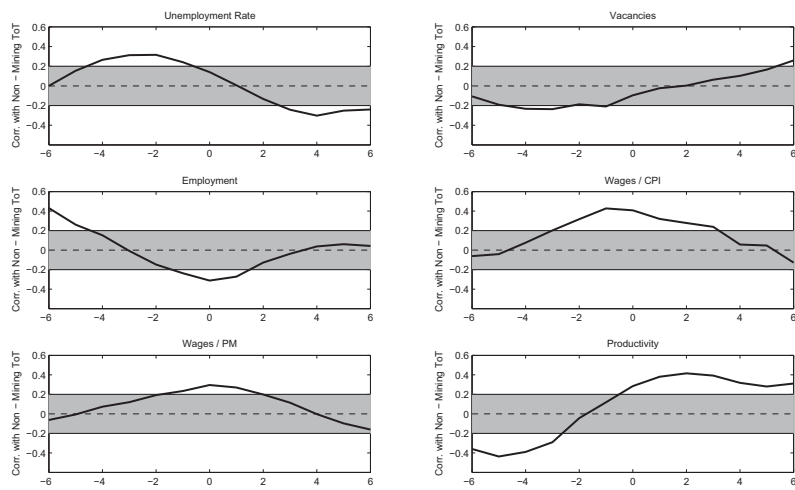 Unemployment Rate
Corr. with Non − Mining ToT
0.6
0.4
0.2
0
−0.2
−0.4
−6 −4 −2 0 2 4 6
Vacancies
Corr. with Non − Mining ToT
0.6
0.4
0.2
0
−0.2
−0.4
−6 −4 −2 0 2 4 6
Employment
Corr. with Non − Mining ToT
0.6
0.4
0.2
0
−0.2
−0.4
−6 −4 −2 0 2 4 6
Wages / CPI
Corr. with Non − Mining ToT
0.6
0.4
0.2
0
−0.2
−0.4
−6 −4 −2 0 2 4 6
Wages / PM
Corr. with Non − Mining ToT
0.6
0.4
0.2
0
−0.2
−0.4
−6 −4 −2 0 2 4 6
Productivity
Corr. with Non − Mining ToT
0.6
0.4
0.2
0
−0.2
−0.4
−6 −4 −2 0 2 4 6